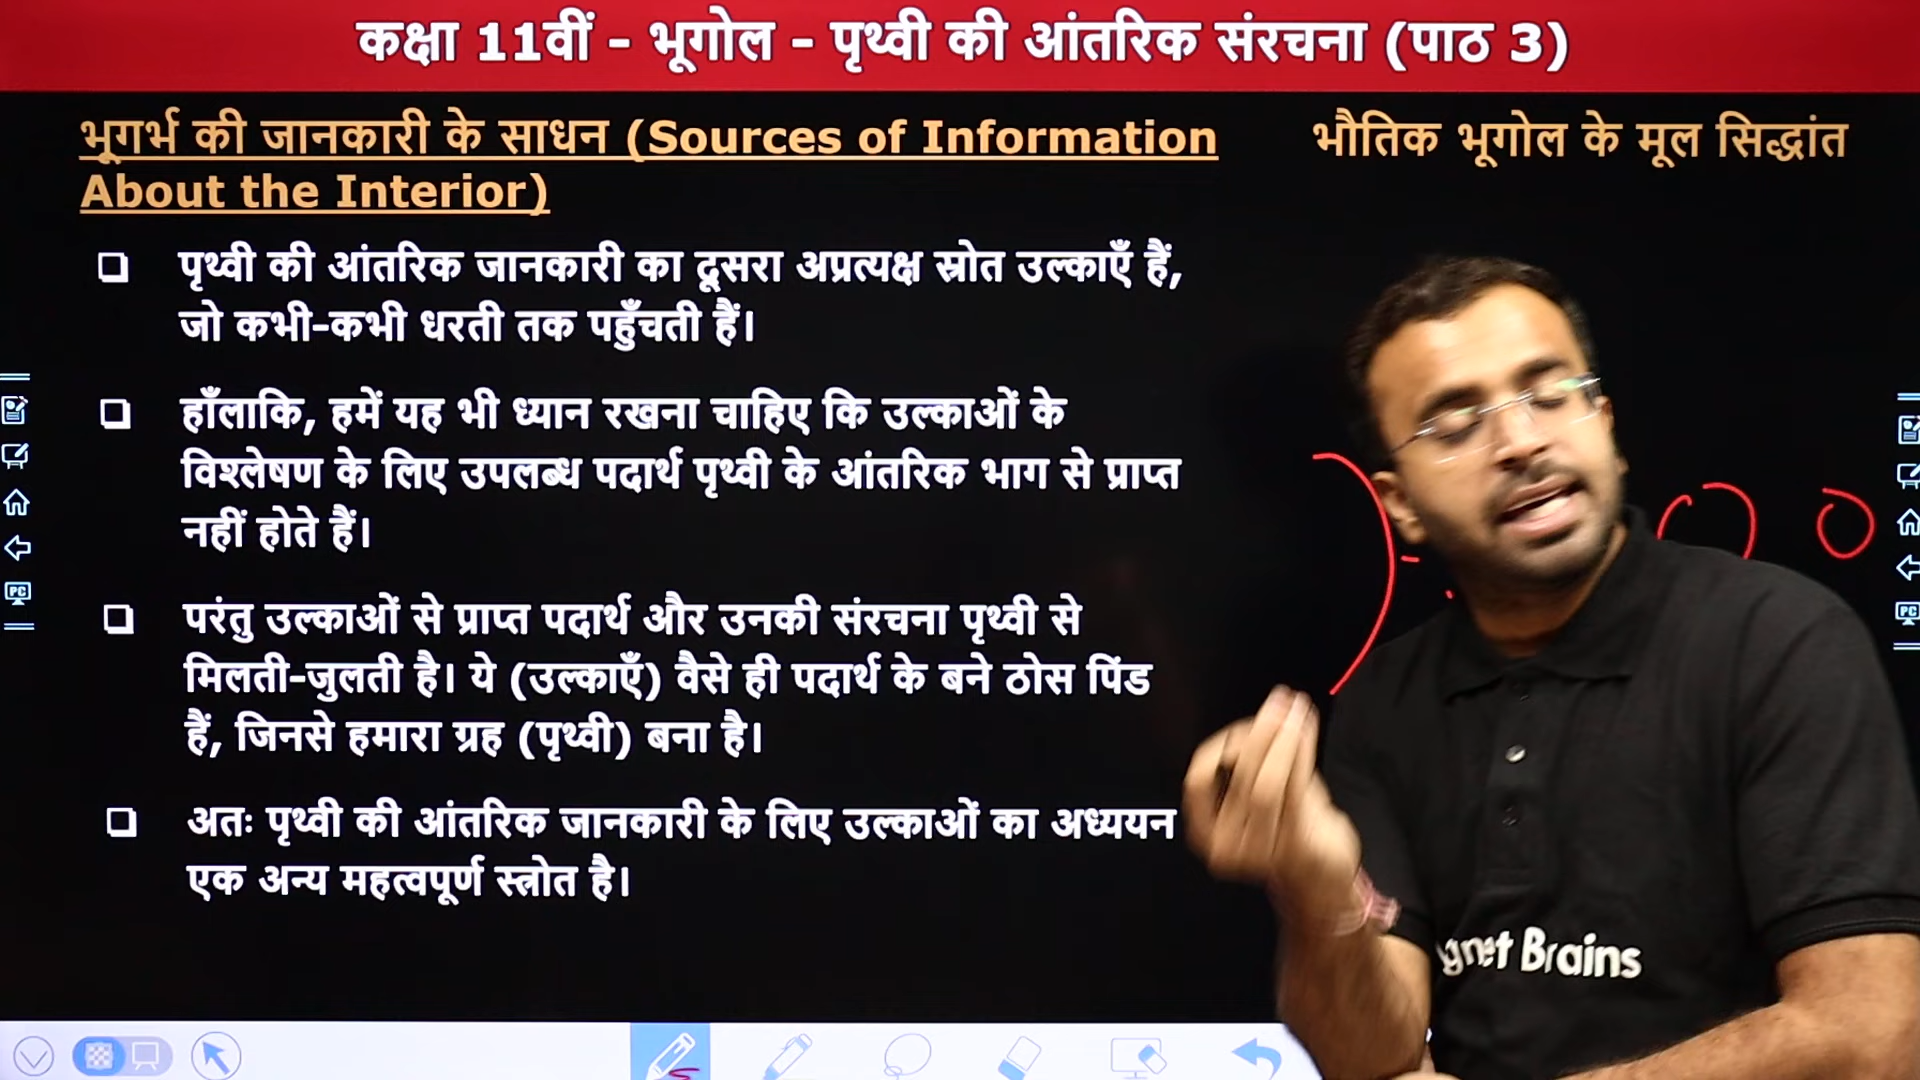 कक्षा 11वीं - भूगोल - पृथ्वी की आंतरिक संरचना (पाठ 3)
भूगर्भ की जानकारी के साधन (Sources of Information
About the Interior)
भौतिक भूगोल के मूल सिद्धांत
पृथ्वी की आंतरिक जानकारी का दूसरा अप्रत्यक्ष स्रोत उल्काएँ हैं,
जो कभी-कभी धरती तक पहुँचती हैं।
हाँलाकि, हमें यह भी ध्यान रखना चाहिए कि उल्काओं के
विश्लेषण के लिए उपलब्ध पदार्थ पृथ्वी के आंतरिक भाग से प्राप्त
नहीं होते हैं।
परंतु उल्काओं से प्राप्त पदार्थ और उनकी संरचना पृथ्वी से
मिलती-जुलती है। ये (उल्काएँ) वैसे ही पदार्थ के बने ठोस पिंड
हैं, जिनसे हमारा ग्रह (पृथ्वी) बना है।
अतः पृथ्वी की आंतरिक जानकारी के लिए उल्काओं का अध्ययन
एक अन्य महत्वपूर्ण स्त्रोत है।
PC
PC
gnet Brains